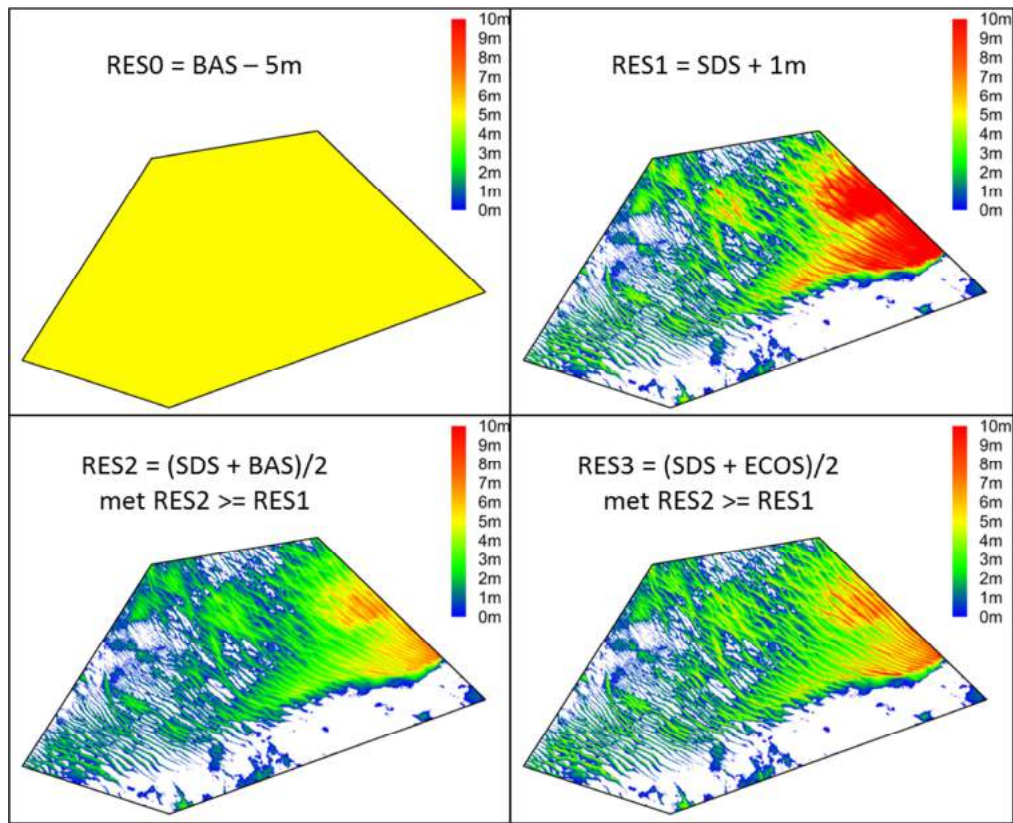 RES0 = BAS – 5m
10m
9m
8m
7m
6m
5m
4m
3m
2m
1m
0m
RES1 = SDS + 1m
10m
9m
8m
7m
6m
5m
4m
3m
2m
1m
0m
RES2 = (SDS + BAS)/2
met RES2 >= RES1
10m
9m
8m
7m
6m
5m
4m
3m
2m
1m
0m
RES3 = (SDS + ECOS)/2
met RES2 >= RES1
10m
9m
8m
7m
6m
5m
4m
3m
2m
1m
0m